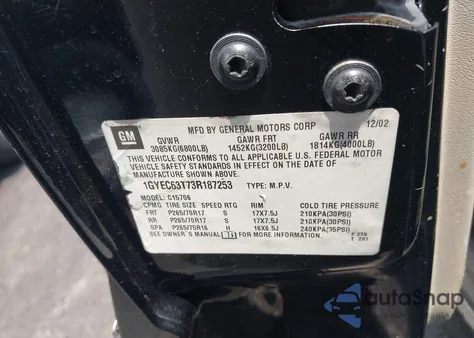 MFD BY GENERAL MOTORS CORP 12/02
GM
GVWR GAWR FRT GAWR RR
3085KG(6800LB) 1452KG(3200LB) 1814KG(4000LB)
THIS VEHICLE CONFORMS TO ALL APPLICABLE U.S. FEDERAL MOTOR
VEHICLE SAFETY STANDARDS IN EFFECT ON THE DATE OF
MANUFACTURE SHOWN ABOVE.
1GYEC63T73R187253 TYPE: M.P.V.
MODEL: C15706
CPMG TIRE SIZE SPEED RTG RIM COLD TIRE PRESSURE
FRT P265/70R17 S 17X7.5J 210KPA(30PSI)
RR P265/70R17 S 17X7.5J 210KPA(30PSI)
SPA P265/75R16 H 16X6.5J 240KPA(35PSI)
SEE OWNER'S MANUAL FOR MORE INFORMATION
F 270
T 201
autoSnap